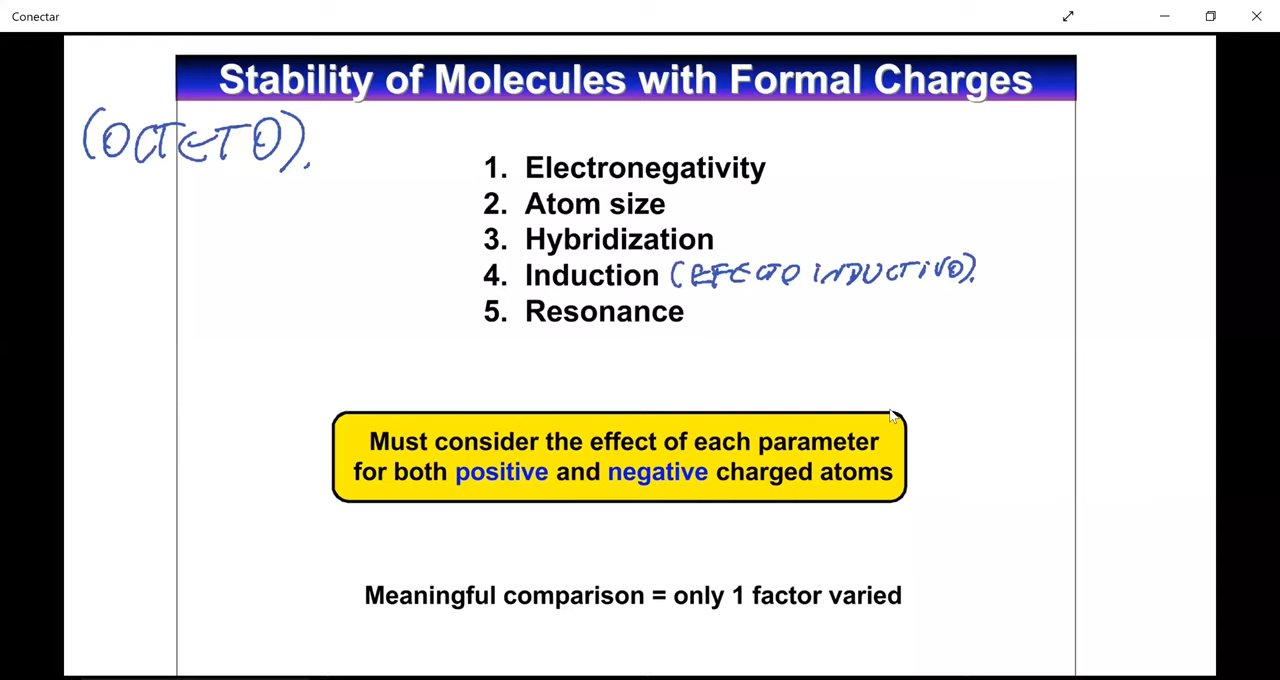 Conectar
Stability of Molecules with Formal Charges
(OCTETO).
1. Electronegativity
2. Atom size
3. Hybridization
4. Induction (EFECTO INDUCTIVO).
5. Resonance
Must consider the effect of each parameter
for both positive and negative charged atoms
Meaningful comparison = only 1 factor varied